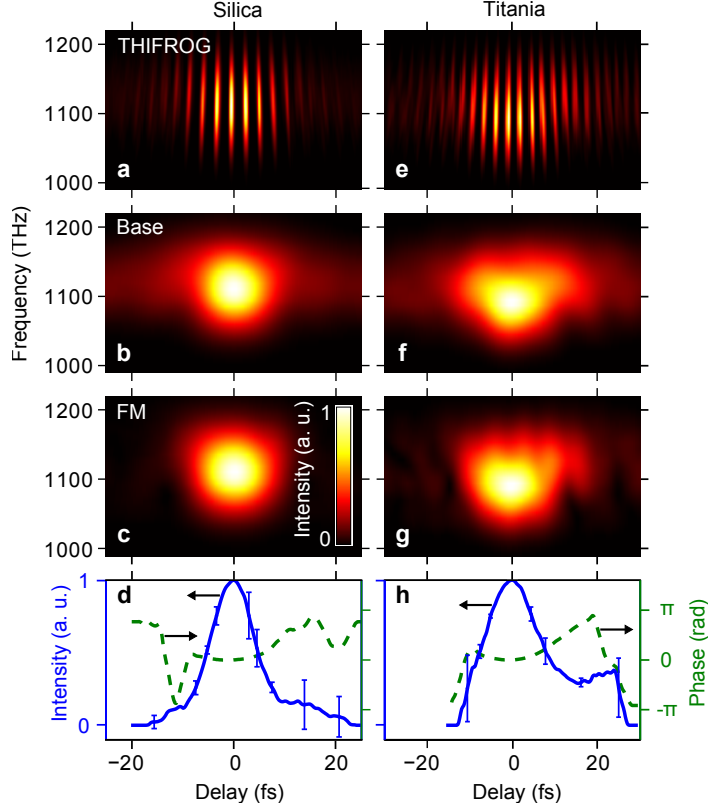 Silica
Titania
THIFROG
1200
1100
1000
a
e
Base
1200
1100
1000
b
f
Frequency (THz)
FM
1200
1100
1000
c
g
Intensity (a. u.)
1
0
d
h
Intensity (a. u.)
1
0
π
0
-π
Phase (rad)
−20 0 20
−20 0 20
Delay (fs)
Delay (fs)